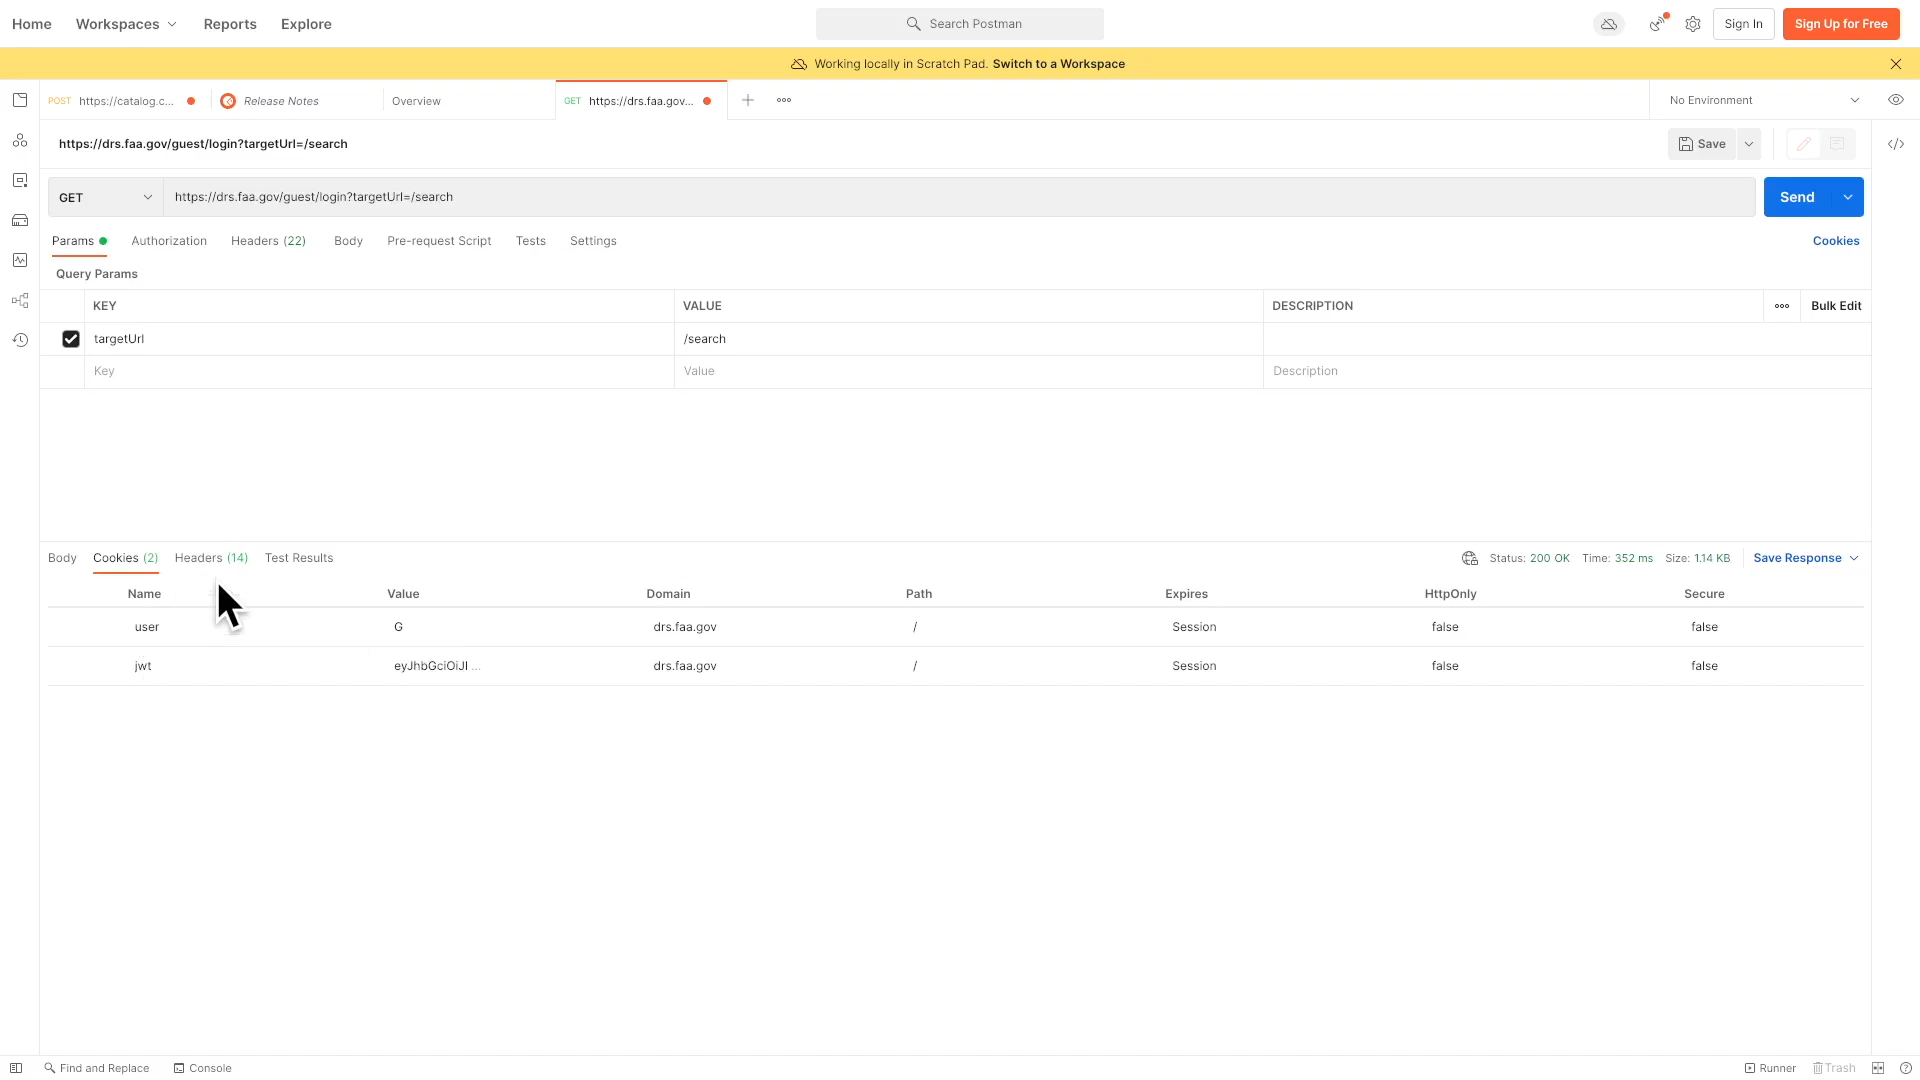 Home Workspaces Reports Explore Search Postman Sign In Sign Up for Free
Working locally in Scratch Pad. Switch to a Workspace
POST https://catalog.c... Release Notes Overview GET https://drs.faa.gov... No Environment
https://drs.faa.gov/guest/login?targetUrl=/search Save
GET https://drs.faa.gov/guest/login?targetUrl=/search Send
Params Authorization Headers (22) Body Pre-request Script Tests Settings Cookies
Query Params
KEY VALUE DESCRIPTION Bulk Edit
targetUrl /search
Key Value Description
Body Cookies (2) Headers (14) Test Results Status: 200 OK Time: 352 ms Size: 1.14 KB Save Response
Name Value Domain Path Expires HttpOnly Secure
user G drs.faa.gov / Session false false
jwt eyJhbGciOiJI ... drs.faa.gov / Session false false
Find and Replace Console Runner Trash